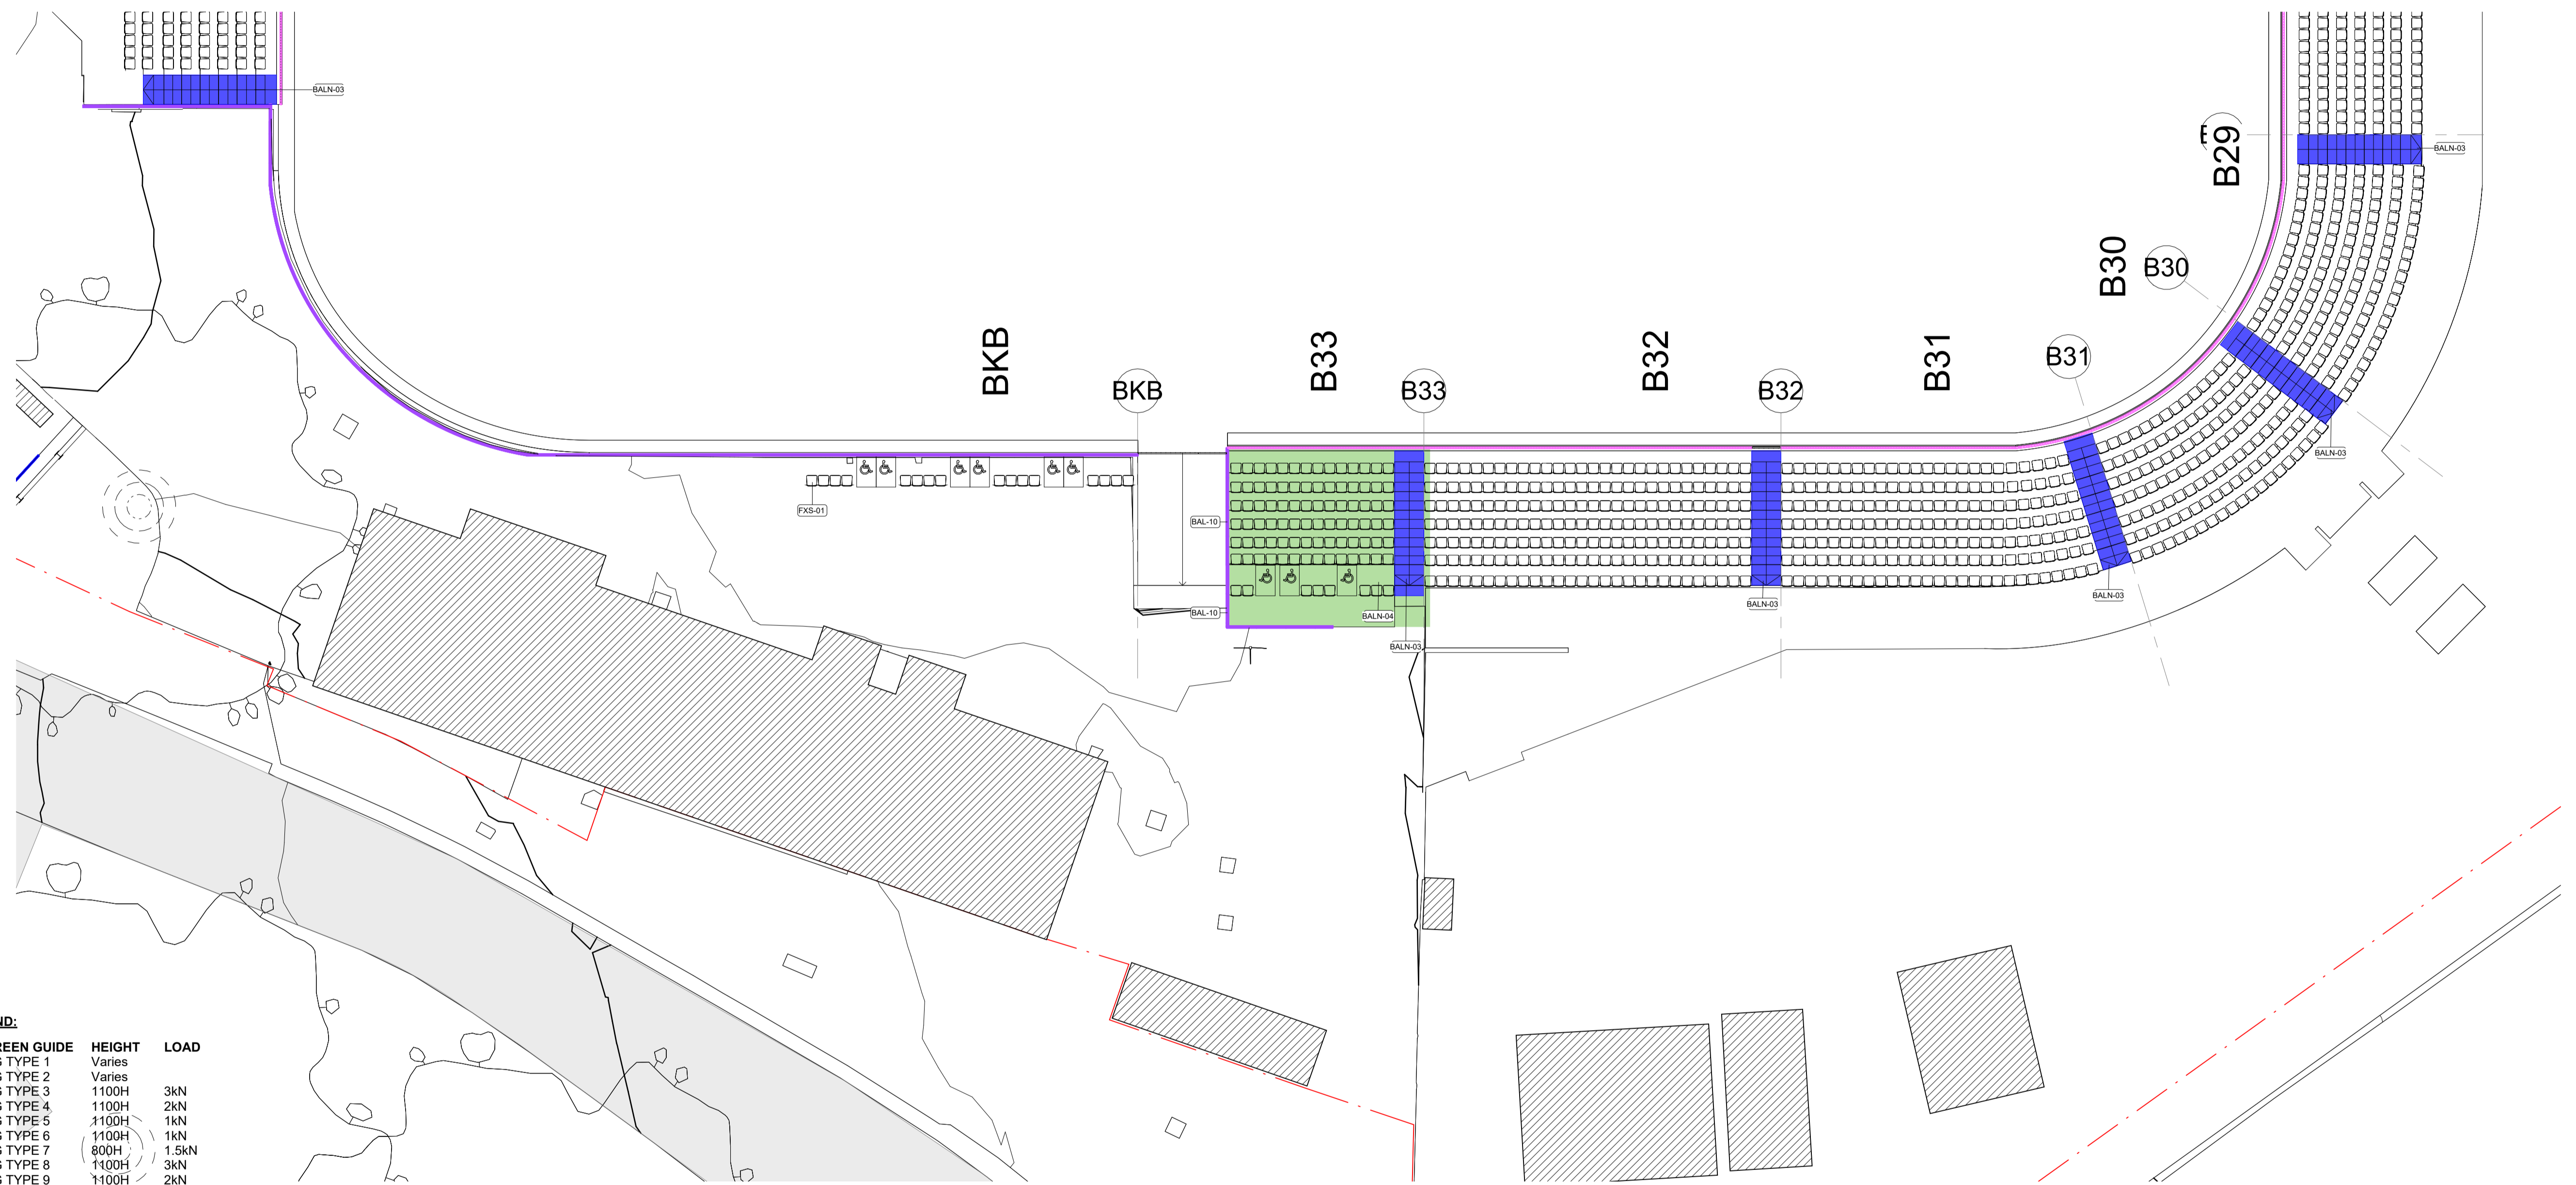 BALN-03
B29
BALN-03
B30
B30
BKB
B33
B32
B31
B31
BKB
B33
B32
BALN-03
FXS-01
BAL-10
BAL-10
BALN-04
BALN-03
BALN-03
BALN-03
ND:
REEN GUIDE HEIGHT LOAD
TYPE 1 Varies
TYPE 2 Varies
TYPE 3 1100H 3kN
TYPE 4 1100H 2kN
TYPE 5 1100H 1kN
TYPE 6 1100H 1kN
TYPE 7 800H 1.5kN
TYPE 8 1100H 3kN
TYPE 9 1100H 2kN